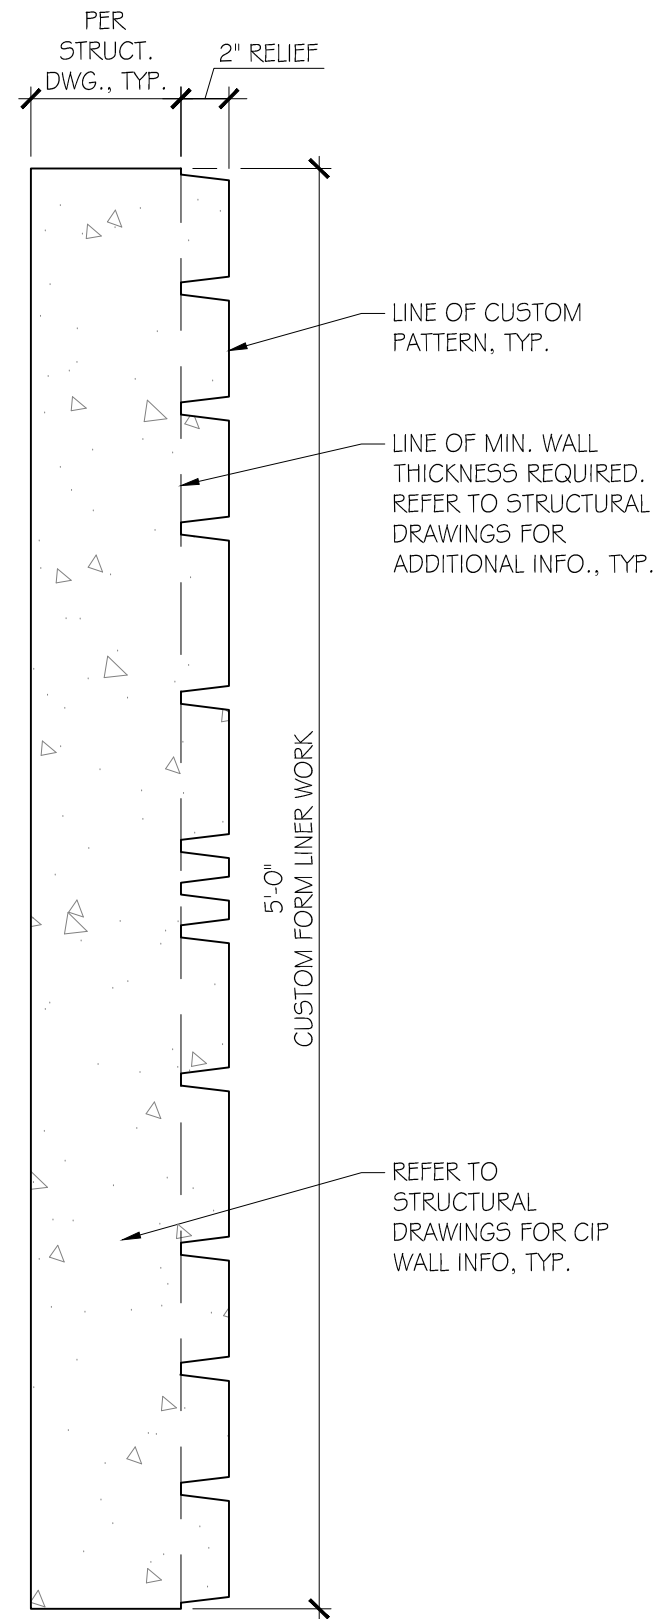 PER
STRUCT.
DWG., TYP.
2" RELIEF
LINE OF CUSTOM
PATTERN, TYP.
LINE OF MIN. WALL
THICKNESS REQUIRED.
REFER TO STRUCTURAL
DRAWINGS FOR
ADDITIONAL INFO., TYP.
5'-0"
CUSTOM FORM LINER WORK
REFER TO
STRUCTURAL
DRAWINGS FOR CIP
WALL INFO, TYP.